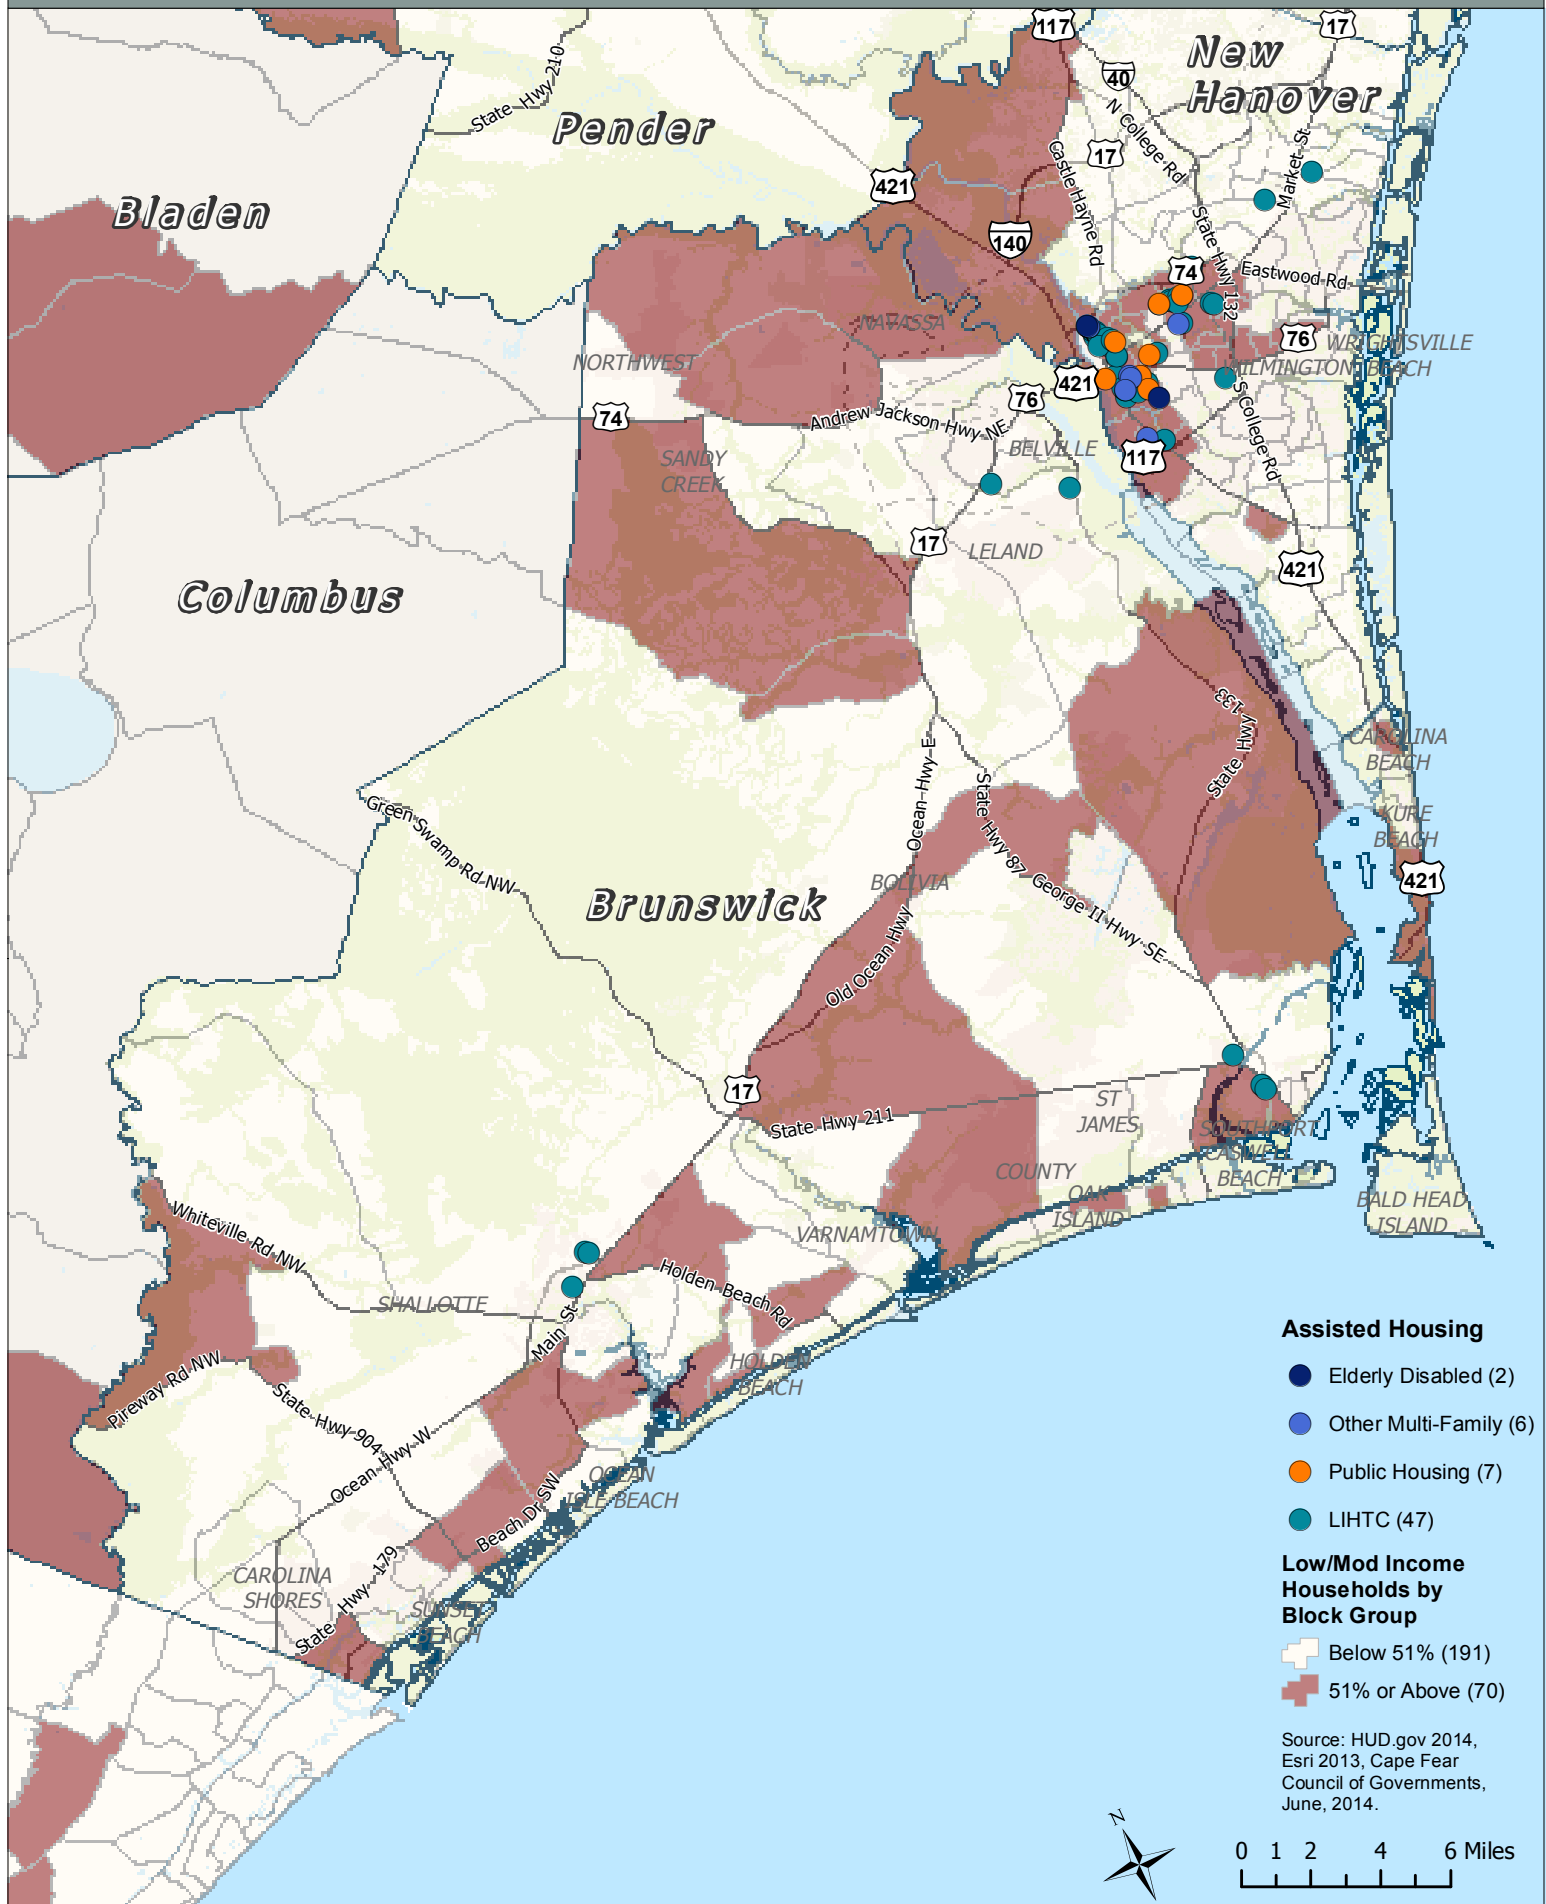 117
17
New
Hanover
40
State Hwy 210
Pender
N College Rd
17
Castle Hayne Rd
Market St
421
Bladen
State Hwy 132
140
74
Eastwood Rd
NAVASSA
76
WRIGHTSVILLE
BEACH
WILMINGTON
NORTHWEST
421
76
74
Andrew Jackson Hwy NE
S College Rd
BELVILLE
117
SANDY
CREEK
17
LELAND
421
Columbus
State Hwy 133
CAROLINA
BEACH
Ocean Hwy E
State Hwy 87
Green Swamp Rd NW
KURE
BEACH
BOLIVIA
421
George II Hwy SE
Brunswick
Old Ocean Hwy
17
ST
JAMES
State Hwy 211
SOUTHPORT
CASWELL
BEACH
COUNTY
OAK
ISLAND
BALD HEAD
ISLAND
VARNAMTOWN
Whiteville Rd NW
Holden Beach Rd
SHALLOTTE
Main St
HOLDEN
BEACH
Pireway Rd NW
State Hwy 904
Ocean Hwy W
OCEAN
ISLE BEACH
Beach Dr SW
CAROLINA
SHORES
State Hwy 179
SUNSET
BEACH
Assisted Housing
Elderly Disabled (2)
Other Multi-Family (6)
Public Housing (7)
LIHTC (47)
Low/Mod Income
Households by
Block Group
Below 51% (191)
51% or Above (70)
Source: HUD.gov 2014,
Esri 2013, Cape Fear
Council of Governments,
June, 2014.
N
0 1 2 4 6 Miles